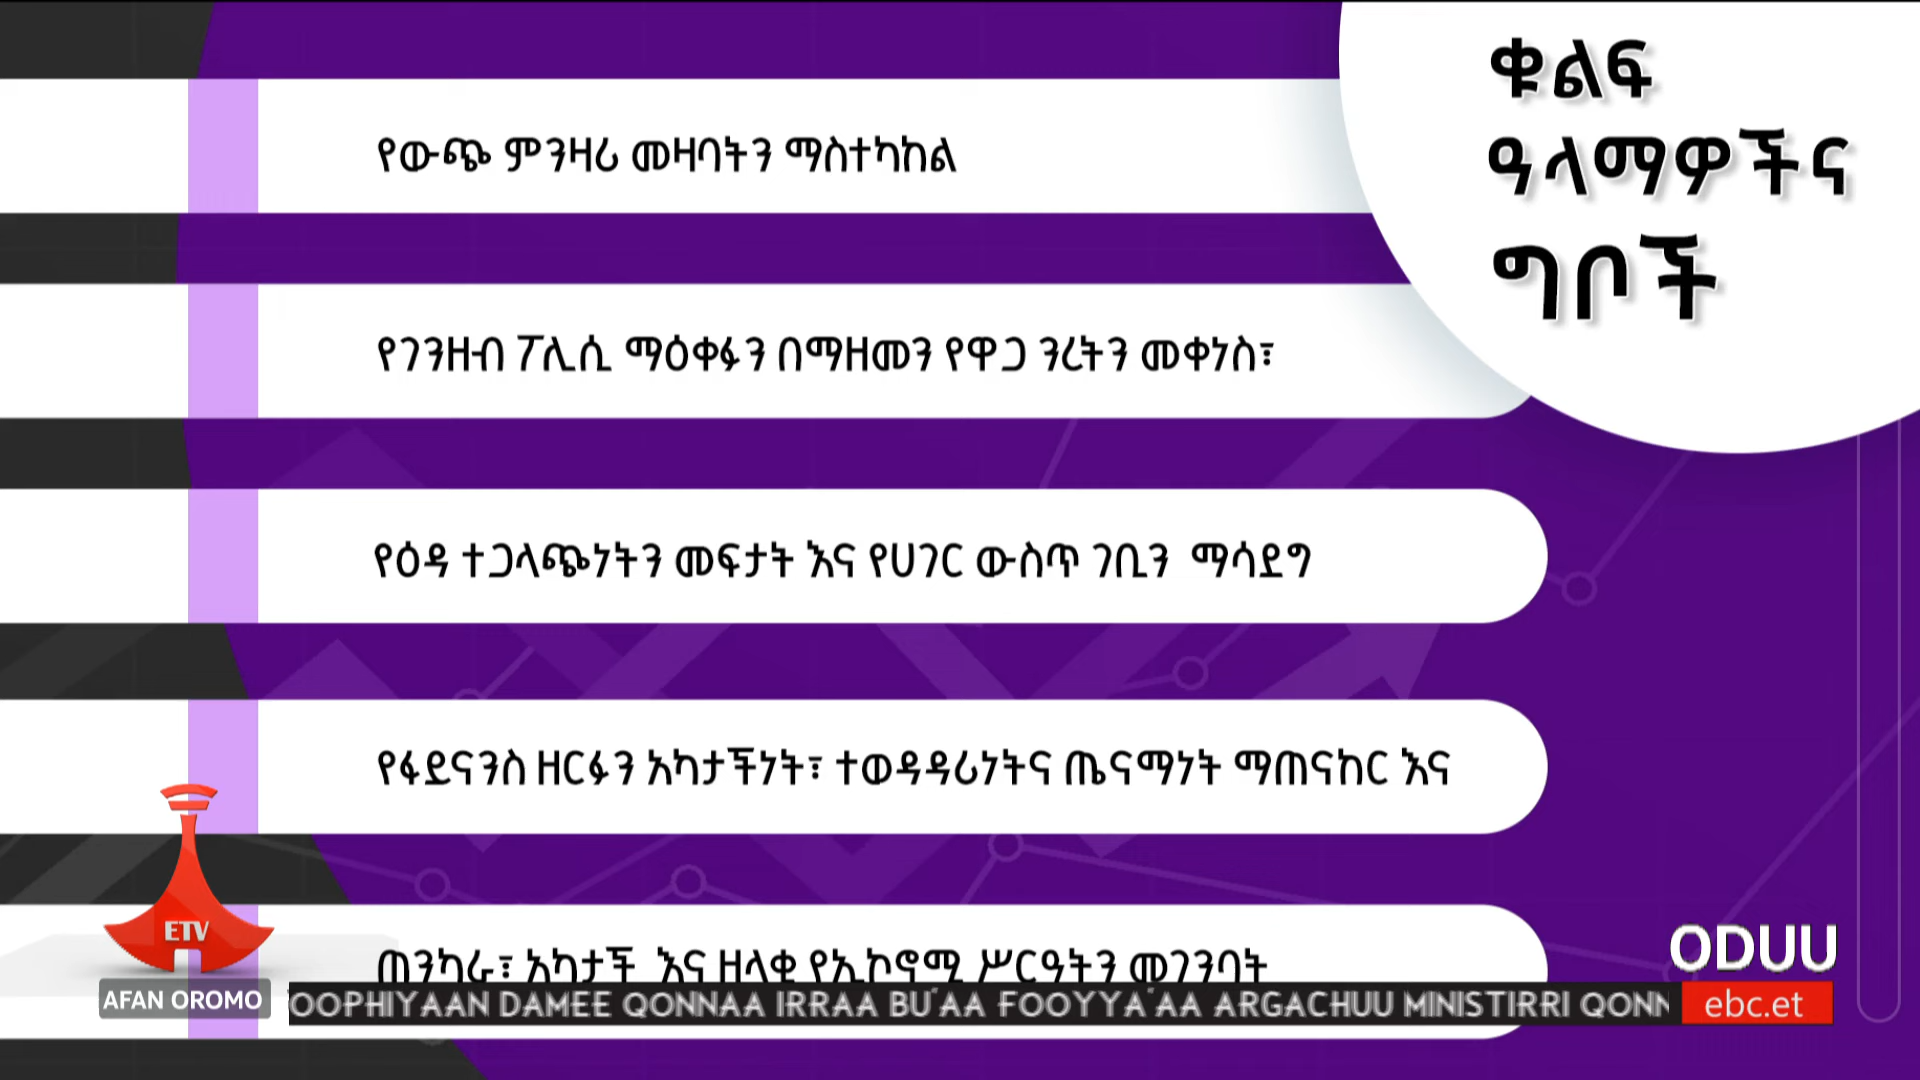 ቁልፍ
ዓላማዎችና
ግቦች
የውጭ ምንዛሪ መዛባትን ማስተካከል
የገንዘብ ፖሊሲ ማዕቀፉን በማዘመን የዋጋ ንረትን መቀነስ፣
የዕዳ ተጋላጭነትን መፍታት እና የሀገር ውስጥ ገቢን ማሳደግ
የፋይናንስ ዘርፉን አካታችነት፣ ተወዳዳሪነትና ጤናማነት ማጠናከር እና
ጠንካራ፣ አካታች እና ዘላቂ የኢኮኖሚ ሥርዓትን መገንባት
ETV
AFAN OROMO
OOPHIYAAN DAMEE QONNAA IRRAA BU'AA FOOYYA'AA ARGACHUU MINISTIRRI QONN
ODUU
ebc.et